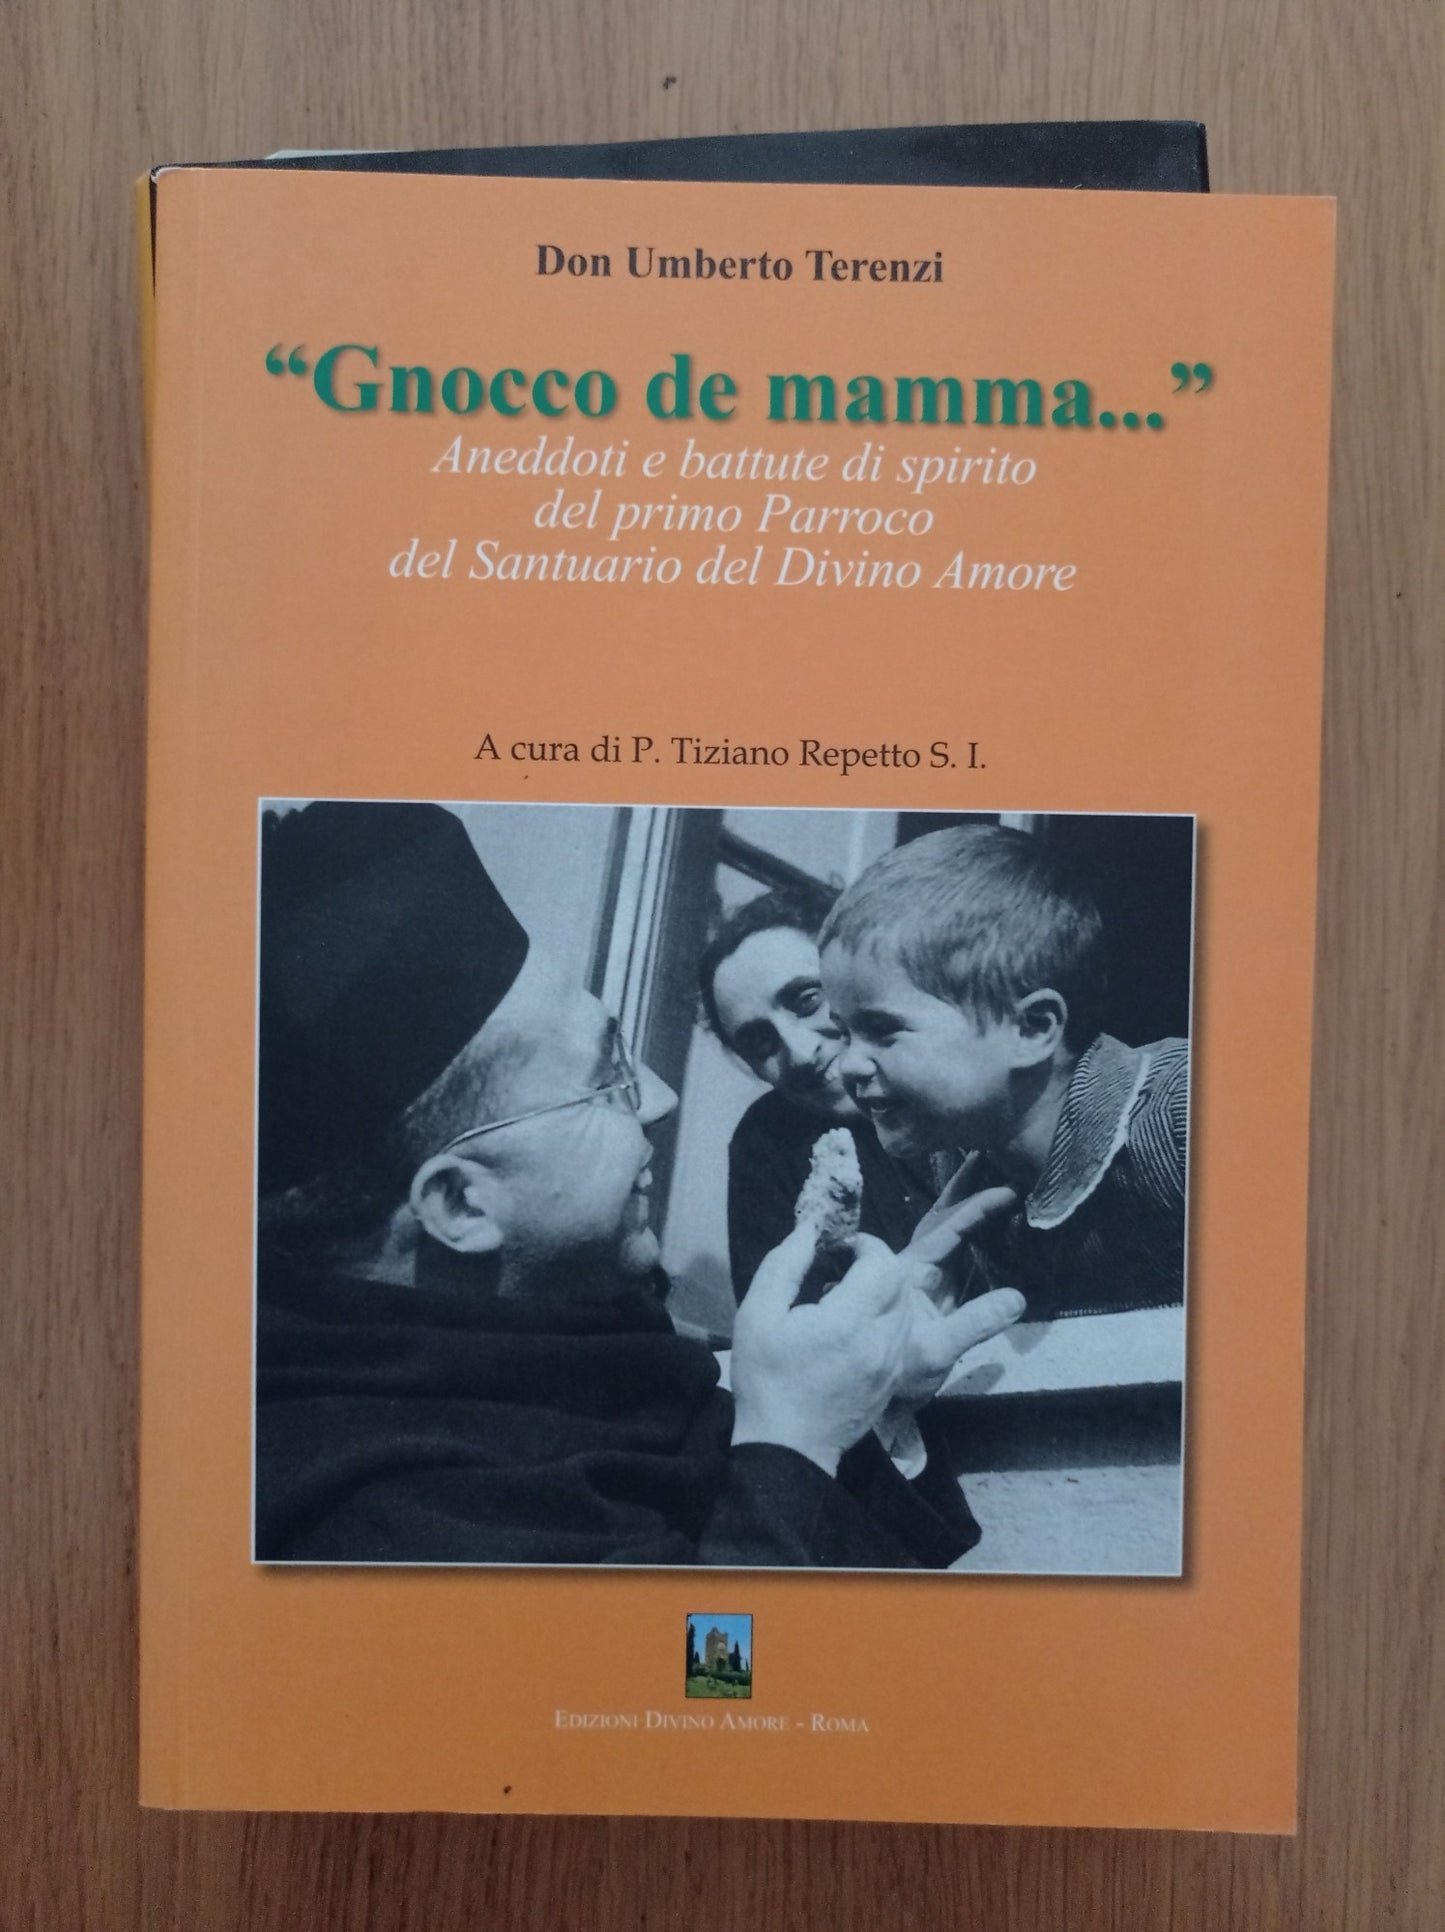 Don Umberto Terenzi
“Gnocco de mamma...”
Aneddoti e battute di spirito
del primo Parroco
del Santuario del Divino Amore
A cura di P. Tiziano Repetto S. I.
EDIZIONI DIVINO AMORE - ROMA